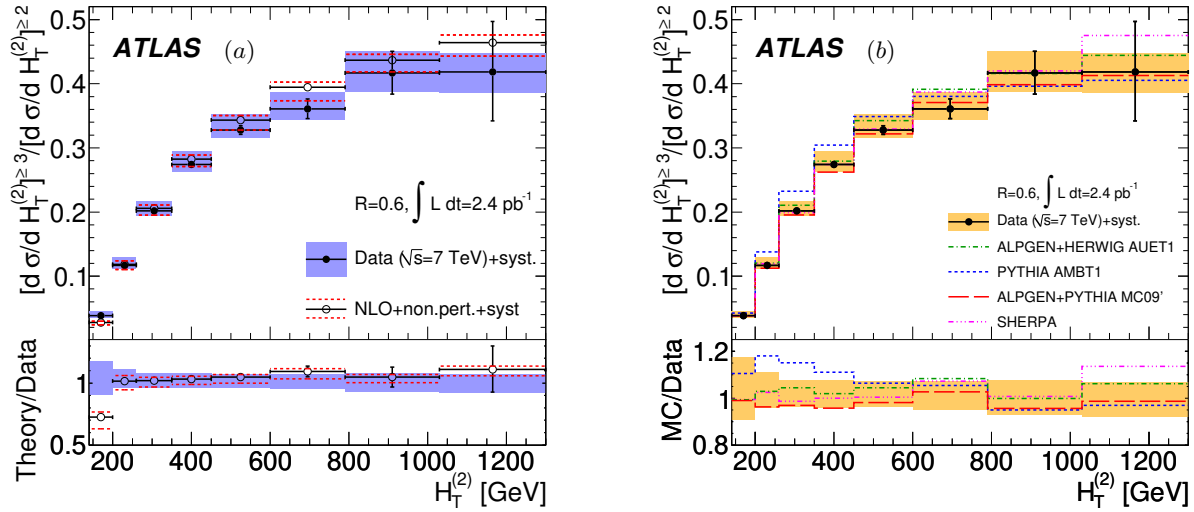 ATLAS (a)
[d σ/d H_T^(2)]^≥3/[d σ/d H_T^(2)]^≥2
0.5
0.4
0.3
0.2
0.1
R=0.6, ∫ L dt=2.4 pb⁻¹
Data (√s=7 TeV)+syst.
NLO+non.pert.+syst
Theory/Data
1
0.5
200 400 600 800 1000 1200
H_T^(2) [GeV]
ATLAS (b)
[d σ/d H_T^(2)]^≥3/[d σ/d H_T^(2)]^≥2
0.5
0.4
0.3
0.2
0.1
R=0.6, ∫ L dt=2.4 pb⁻¹
Data (√s=7 TeV)+syst.
ALPGEN+HERWIG AUET1
PYTHIA AMBT1
ALPGEN+PYTHIA MC09'
SHERPA
MC/Data
1.2
1
0.8
200 400 600 800 1000 1200
H_T^(2) [GeV]